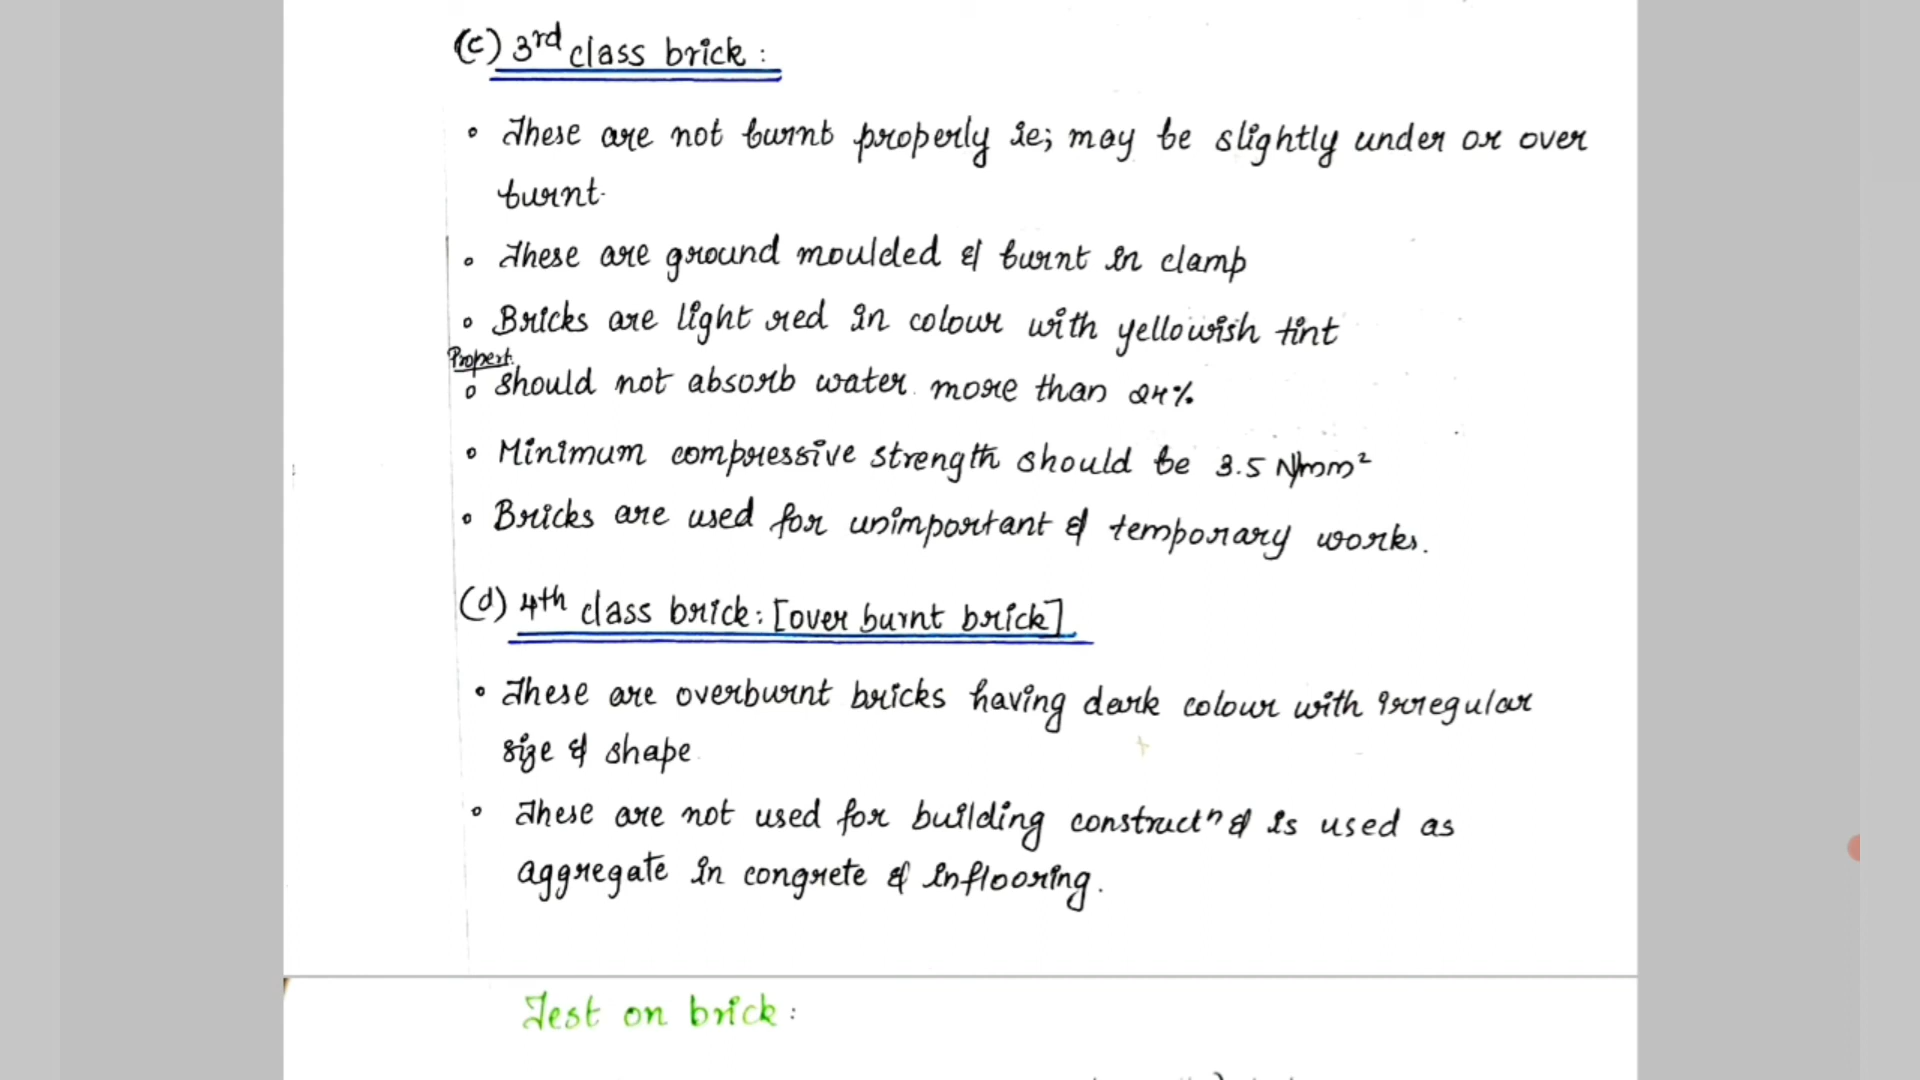 (c) 3rd class brick :
• These are not burnt properly ie; may be slightly under or over
burnt.
• These are ground moulded & burnt in clamp
• Bricks are light red in colour with yellowish tint
Propert.
• should not absorb water more than 24%
• Minimum compressive strength should be 3.5 N/mm²
• Bricks are used for unimportant & temporary works.
(d) 4th class brick: [over burnt brick]
• These are overburnt bricks having dark colour with irregular
size & shape
• These are not used for building constructⁿ & is used as
aggregate in congrete & inflooring.
Test on brick :